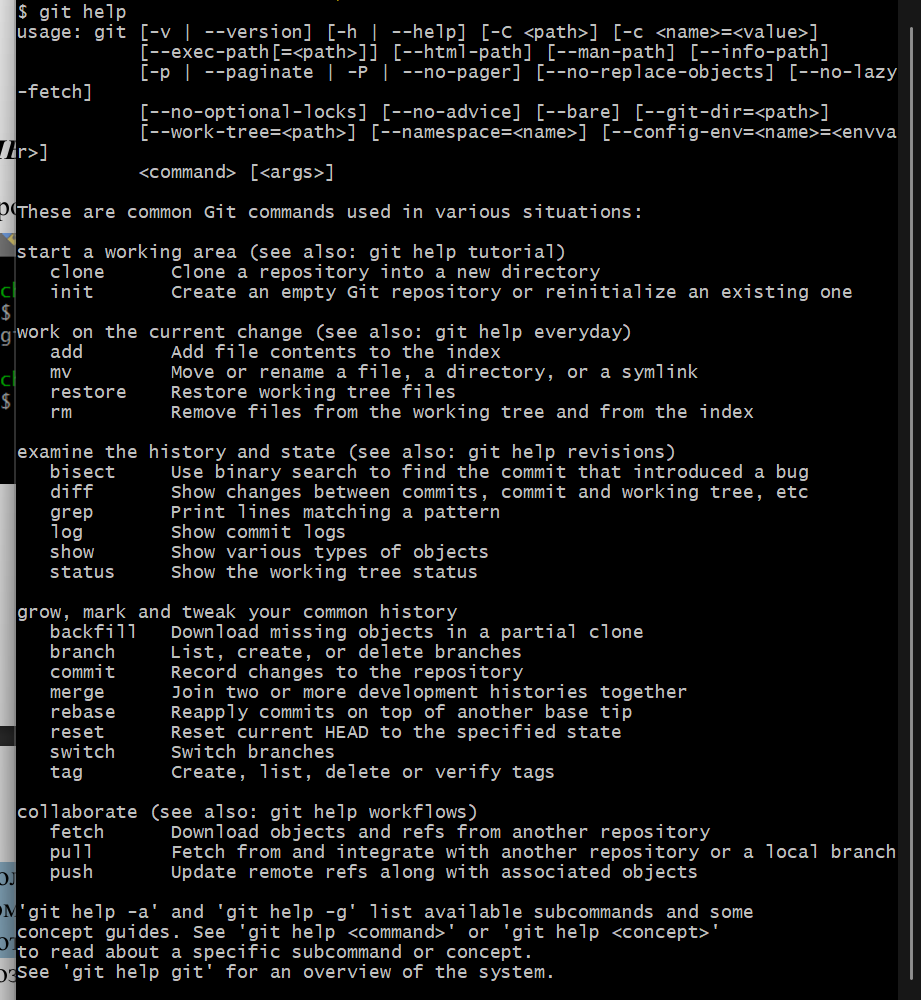 $ git help
usage: git [-v | --version] [-h | --help] [-C <path>] [-c <name>=<value>]
           [--exec-path[=<path>]] [--html-path] [--man-path] [--info-path]
           [-p | --paginate | -P | --no-pager] [--no-replace-objects] [--no-lazy
-fetch]
           [--no-optional-locks] [--no-advice] [--bare] [--git-dir=<path>]
           [--work-tree=<path>] [--namespace=<name>] [--config-env=<name>=<envva
r>]
           <command> [<args>]

These are common Git commands used in various situations:

start a working area (see also: git help tutorial)
   clone      Clone a repository into a new directory
   init       Create an empty Git repository or reinitialize an existing one

work on the current change (see also: git help everyday)
   add        Add file contents to the index
   mv         Move or rename a file, a directory, or a symlink
   restore    Restore working tree files
   rm         Remove files from the working tree and from the index

examine the history and state (see also: git help revisions)
   bisect     Use binary search to find the commit that introduced a bug
   diff       Show changes between commits, commit and working tree, etc
   grep       Print lines matching a pattern
   log        Show commit logs
   show       Show various types of objects
   status     Show the working tree status

grow, mark and tweak your common history
   backfill   Download missing objects in a partial clone
   branch     List, create, or delete branches
   commit     Record changes to the repository
   merge      Join two or more development histories together
   rebase     Reapply commits on top of another base tip
   reset      Reset current HEAD to the specified state
   switch     Switch branches
   tag        Create, list, delete or verify tags

collaborate (see also: git help workflows)
   fetch      Download objects and refs from another repository
   pull       Fetch from and integrate with another repository or a local branch
   push       Update remote refs along with associated objects

'git help -a' and 'git help -g' list available subcommands and some
concept guides. See 'git help <command>' or 'git help <concept>'
to read about a specific subcommand or concept.
See 'git help git' for an overview of the system.